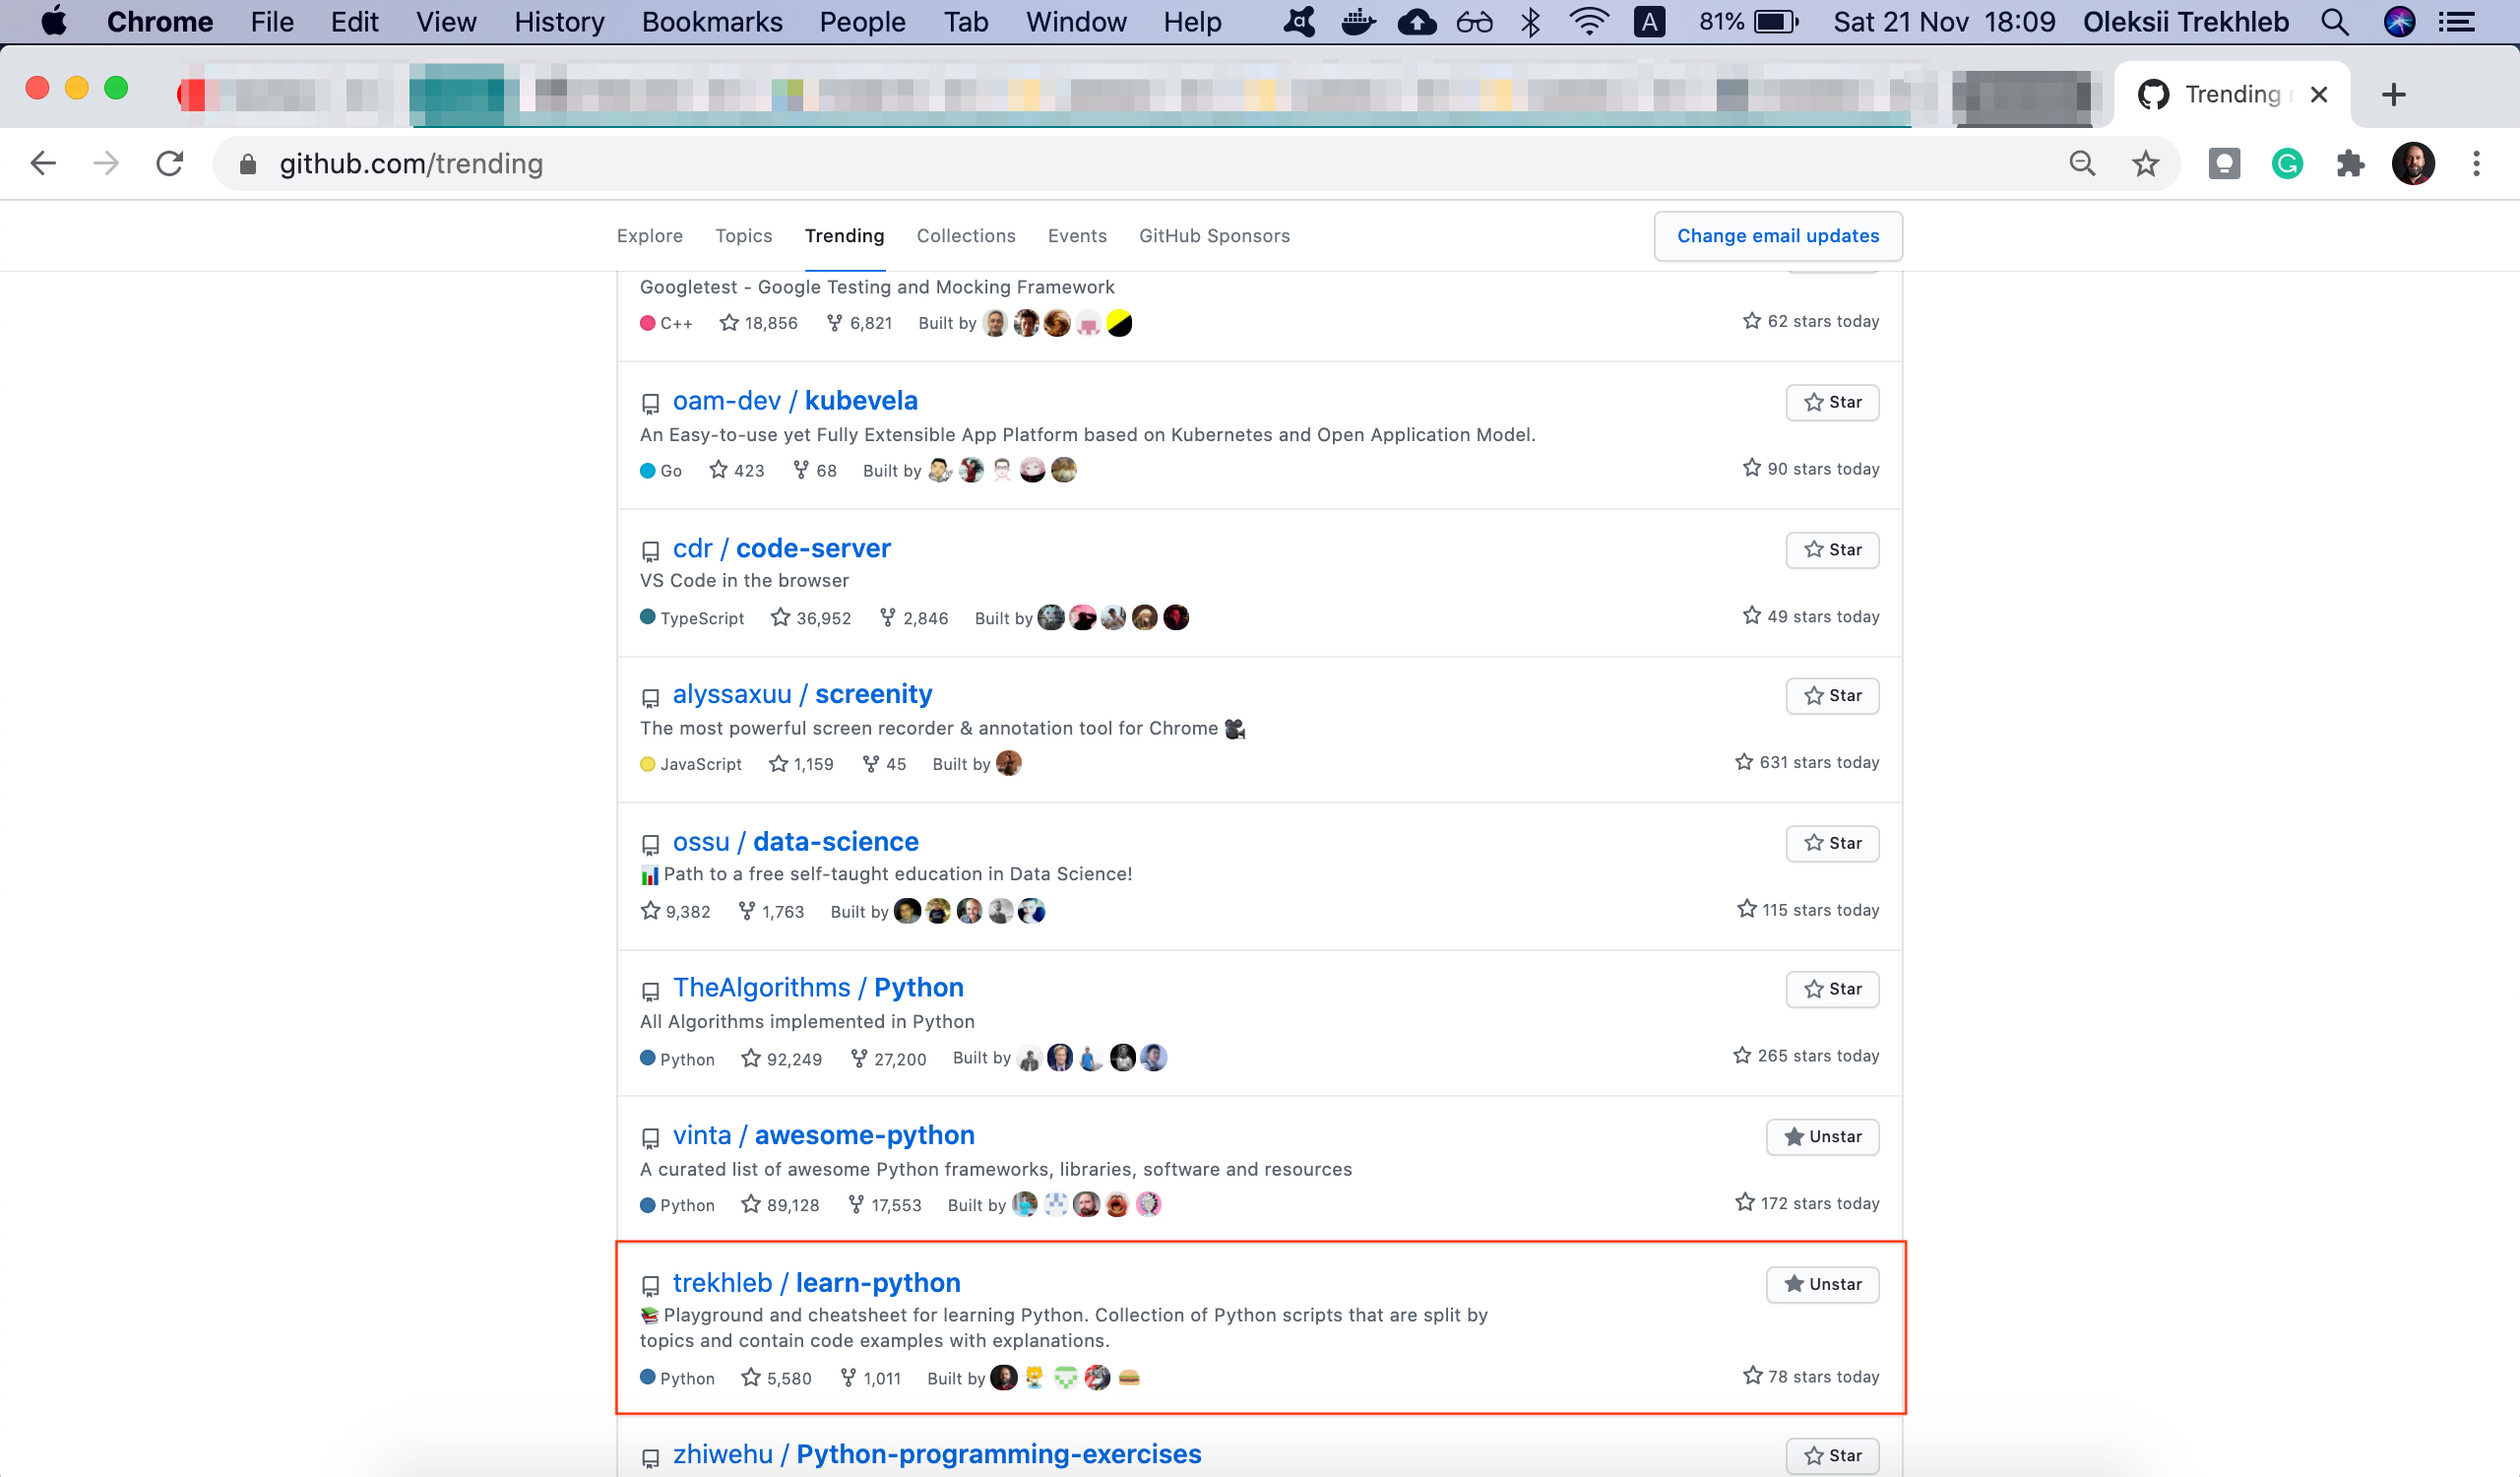 Chrome File Edit View History Bookmarks People Tab Window Help A 81% Sat 21 Nov 18:09 Oleksii Trekhleb
Trending
github.com/trending
Explore Topics Trending Collections Events GitHub Sponsors Change email updates
Googletest - Google Testing and Mocking Framework
C++ 18,856 6,821 Built by 62 stars today
oam-dev / kubevela Star
An Easy-to-use yet Fully Extensible App Platform based on Kubernetes and Open Application Model.
Go 423 68 Built by 90 stars today
cdr / code-server Star
VS Code in the browser
TypeScript 36,952 2,846 Built by 49 stars today
alyssaxuu / screenity Star
The most powerful screen recorder & annotation tool for Chrome
JavaScript 1,159 45 Built by 631 stars today
ossu / data-science Star
Path to a free self-taught education in Data Science!
9,382 1,763 Built by 115 stars today
TheAlgorithms / Python Star
All Algorithms implemented in Python
Python 92,249 27,200 Built by 265 stars today
vinta / awesome-python Unstar
A curated list of awesome Python frameworks, libraries, software and resources
Python 89,128 17,553 Built by 172 stars today
trekhleb / learn-python Unstar
Playground and cheatsheet for learning Python. Collection of Python scripts that are split by
topics and contain code examples with explanations.
Python 5,580 1,011 Built by 78 stars today
zhiwehu / Python-programming-exercises Star